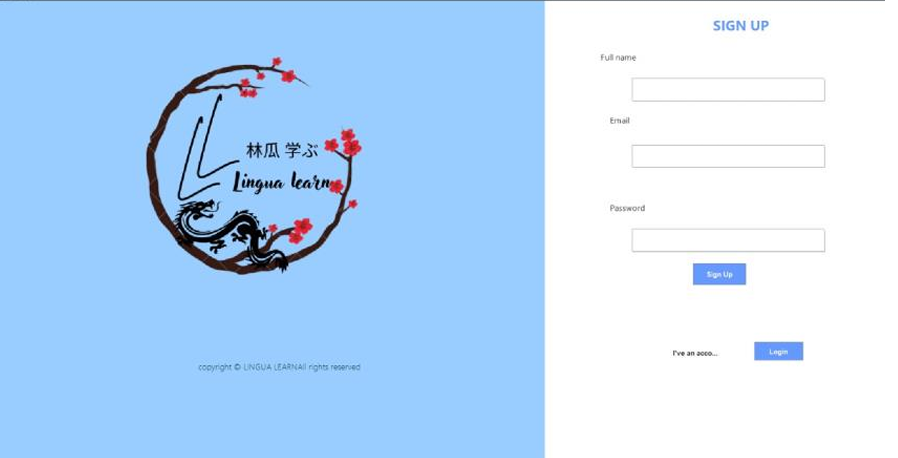 林瓜 学ぶ
Lingua learn
copyright © LINGUA LEARNAll rights reserved
SIGN UP
Full name
Email
Password
Sign Up
I've an acco...
Login